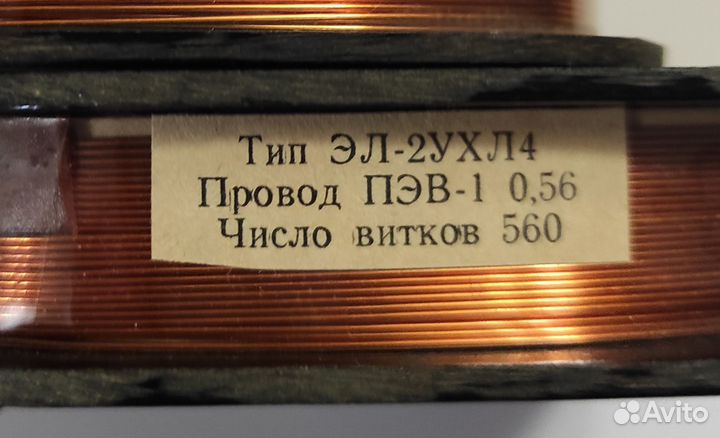 Тип ЭЛ-2УХЛ4
Провод ПЭВ-1 0,56
Число витков 560
Avito